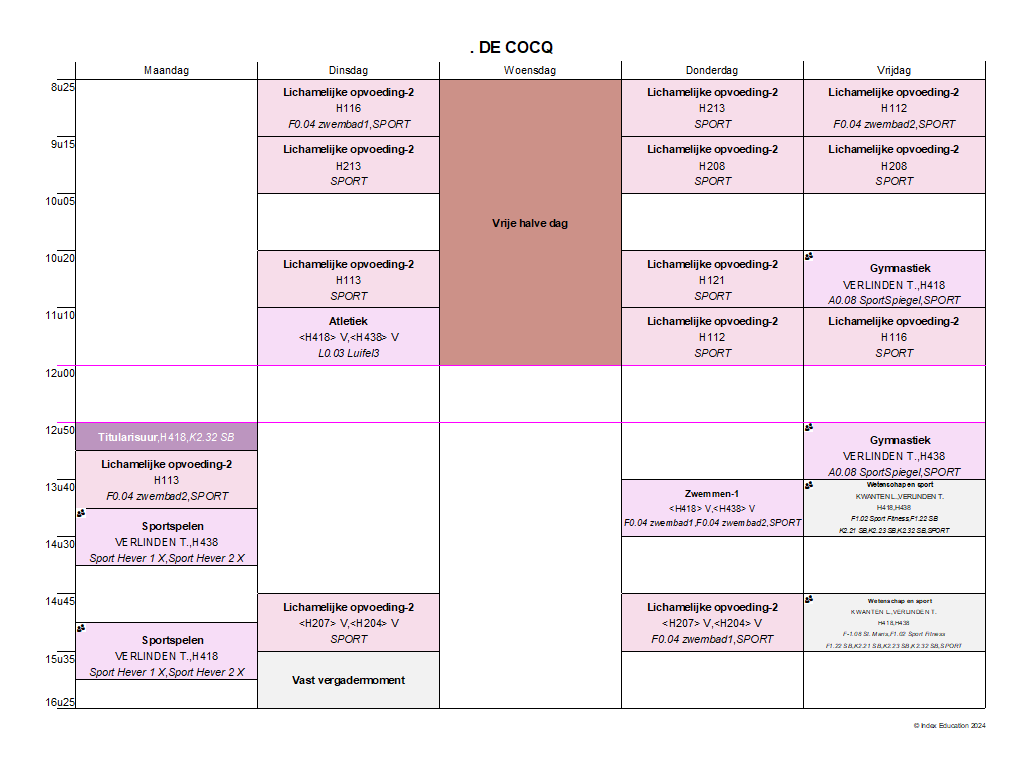 . DE COCQ
Maandag
Dinsdag
Woensdag
Donderdag
Vrijdag
8u25
9u15
10u05
10u20
11u10
12u00
12u50
13u40
14u30
14u45
15u35
16u25
Titularisuur,H418,K2.32 SB
Lichamelijke opvoeding-2
H113
F0.04 zwembad2,SPORT
Sportspelen
VERLINDEN T.,H438
Sport Hever 1 X,Sport Hever 2 X
Sportspelen
VERLINDEN T.,H418
Sport Hever 1 X,Sport Hever 2 X
Lichamelijke opvoeding-2
H116
F0.04 zwembad1,SPORT
Lichamelijke opvoeding-2
H213
SPORT
Lichamelijke opvoeding-2
H113
SPORT
Atletiek
<H418> V,<H438> V
L0.03 Luifel3
Lichamelijke opvoeding-2
<H207> V,<H204> V
SPORT
Vast vergadermoment
Vrije halve dag
Lichamelijke opvoeding-2
H213
SPORT
Lichamelijke opvoeding-2
H208
SPORT
Lichamelijke opvoeding-2
H121
SPORT
Lichamelijke opvoeding-2
H112
SPORT
Zwemmen-1
<H418> V,<H438> V
F0.04 zwembad1,F0.04 zwembad2,SPORT
Lichamelijke opvoeding-2
<H207> V,<H204> V
F0.04 zwembad1,SPORT
Lichamelijke opvoeding-2
H112
F0.04 zwembad2,SPORT
Lichamelijke opvoeding-2
H208
SPORT
Gymnastiek
VERLINDEN T.,H418
A0.08 SportSpiegel,SPORT
Lichamelijke opvoeding-2
H116
SPORT
Gymnastiek
VERLINDEN T.,H438
A0.08 SportSpiegel,SPORT
Wetenschap en sport
KWANTEN L.,VERLINDEN T.
H418,H438
F1.02 Sport Fitness,F1.22 SB
K2.21 SB,K2.23 SB,K2.32 SB,SPORT
Wetenschap en sport
KWANTEN L.,VERLINDEN T.
H418,H438
F-1.08 St. Maris,F1.02 Sport Fitness
F1.22 SB,K2.21 SB,K2.23 SB,K2.32 SB,SPORT
© Index Education 2024